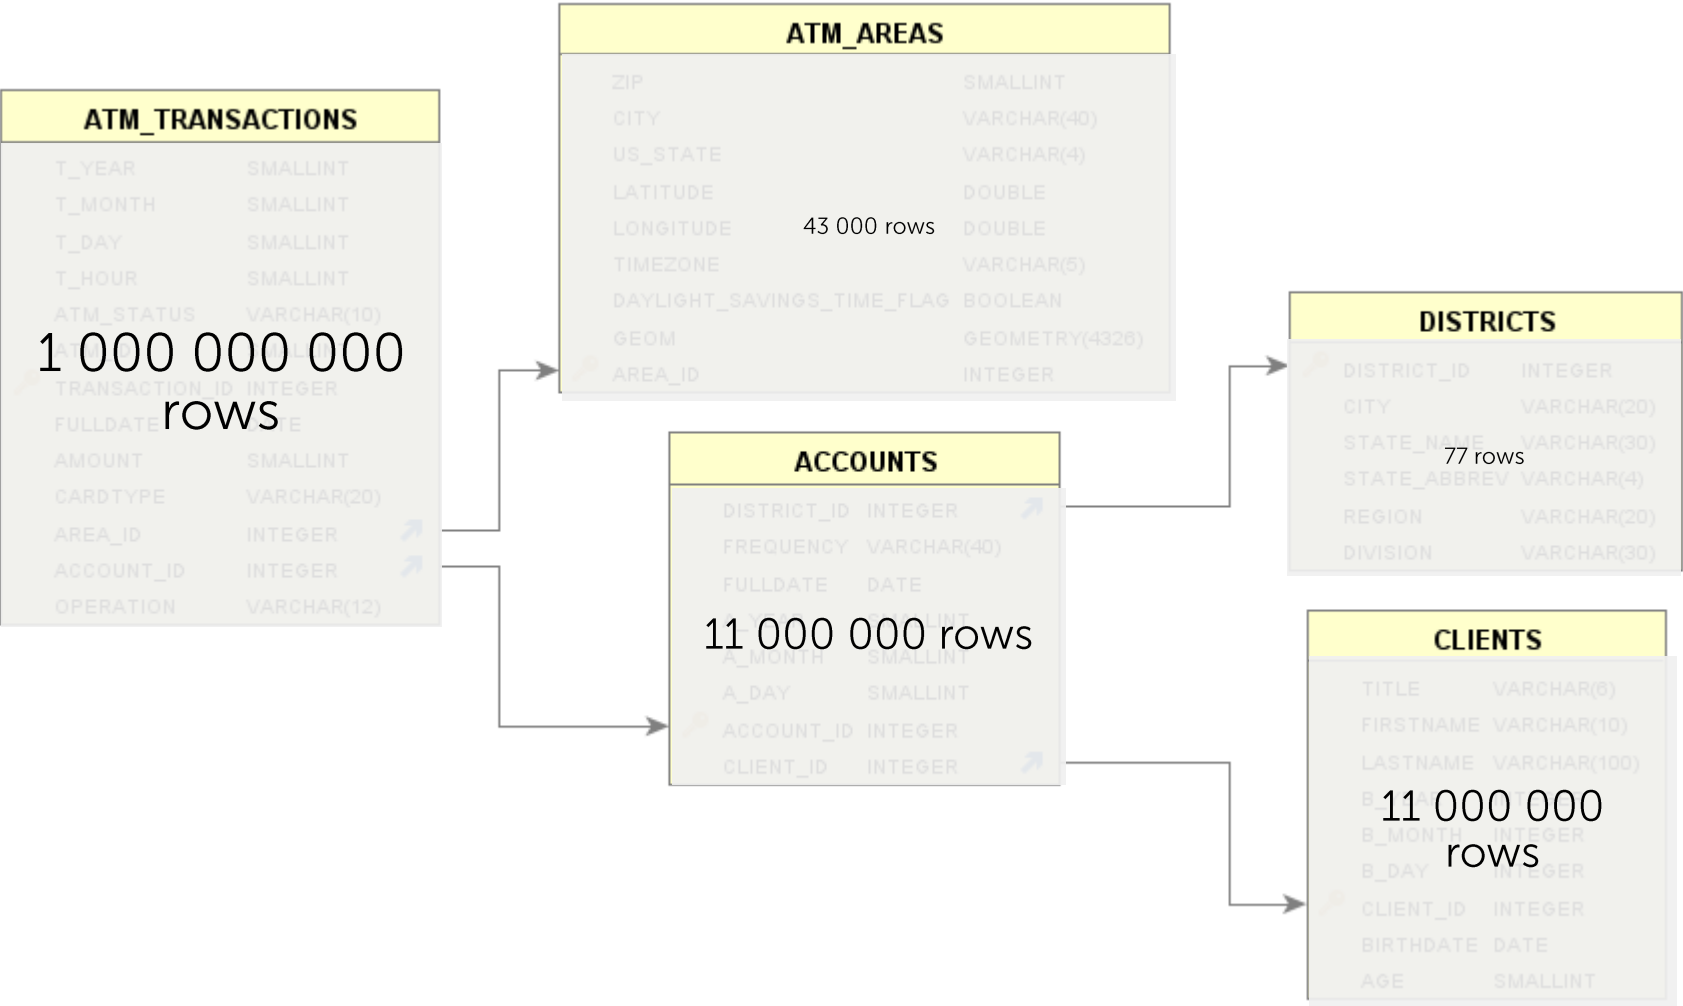 ATM_AREAS
ZIP SMALLINT
CITY VARCHAR(40)
US_STATE VARCHAR(4)
LATITUDE DOUBLE
LONGITUDE DOUBLE
43 000 rows
TIMEZONE VARCHAR(5)
DAYLIGHT_SAVINGS_TIME_FLAG BOOLEAN
GEOM GEOMETRY(4326)
AREA_ID INTEGER
ATM_TRANSACTIONS
T_YEAR SMALLINT
T_MONTH SMALLINT
T_DAY SMALLINT
T_HOUR SMALLINT
ATM_STATUS VARCHAR(10)
1 000 000 000
rows
TRANSACTION_ID INTEGER
FULLDATE
AMOUNT SMALLINT
CARDTYPE VARCHAR(20)
AREA_ID INTEGER
ACCOUNT_ID INTEGER
OPERATION VARCHAR(12)
ACCOUNTS
DISTRICT_ID INTEGER
FREQUENCY VARCHAR(40)
FULLDATE DATE
11 000 000 rows
A_MONTH SMALLINT
A_DAY SMALLINT
ACCOUNT_ID INTEGER
CLIENT_ID INTEGER
DISTRICTS
DISTRICT_ID INTEGER
CITY VARCHAR(20)
STATE_NAME VARCHAR(30)
77 rows
STATE_ABBREV VARCHAR(4)
REGION VARCHAR(20)
DIVISION VARCHAR(30)
CLIENTS
TITLE VARCHAR(6)
FIRSTNAME VARCHAR(10)
LASTNAME VARCHAR(100)
11 000 000
rows
B_MONTH INTEGER
B_DAY INTEGER
CLIENT_ID INTEGER
BIRTHDATE DATE
AGE SMALLINT